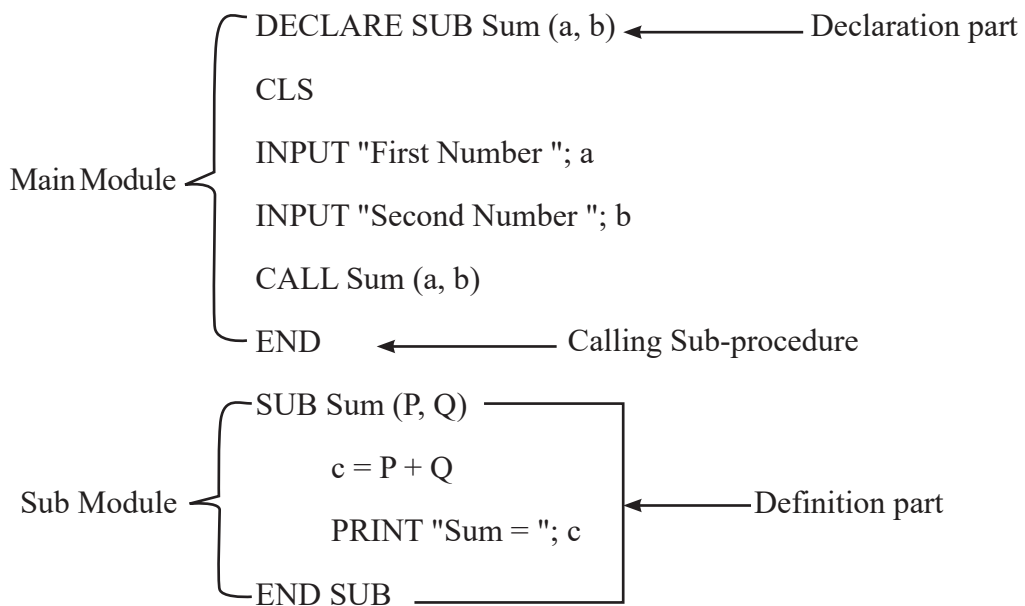 DECLARE SUB Sum (a, b) Declaration part
CLS
INPUT "First Number "; a
Main Module
INPUT "Second Number "; b
CALL Sum (a, b)
END Calling Sub-procedure
SUB Sum (P, Q)
c = P + Q
Sub Module Definition part
PRINT "Sum = "; c
END SUB